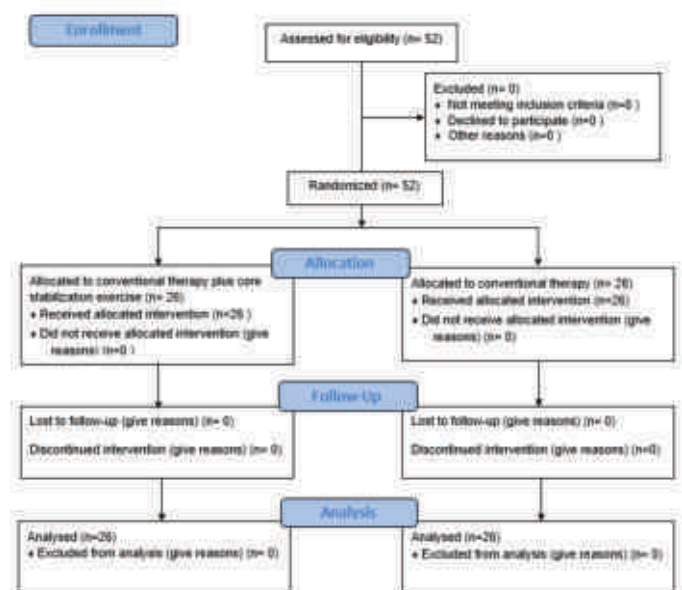 Enrollment
Assessed for eligibility (n= 52)
Excluded (n= 0)
♦ Not meeting inclusion criteria (n=0 )
♦ Declined to participate (n=0 )
♦ Other reasons (n=0 )
Randomized (n= 52)
Allocation
Allocated to conventional therapy plus core
stabilization exercise (n= 26)
♦ Received allocated intervention (n=26 )
♦ Did not receive allocated intervention (give
reasons) (n=0 )
Allocated to conventional therapy (n= 26)
♦ Received allocated intervention (n=26)
♦ Did not receive allocated intervention (give
reasons) (n= 0)
Follow-Up
Lost to follow-up (give reasons) (n= 0)
Discontinued intervention (give reasons) (n= 0)
Lost to follow-up (give reasons) (n= 0)
Discontinued intervention (give reasons) (n=0)
Analysis
Analysed (n=26)
♦ Excluded from analysis (give reasons) (n= 0)
Analysed (n=26)
♦ Excluded from analysis (give reasons) (n= 0)